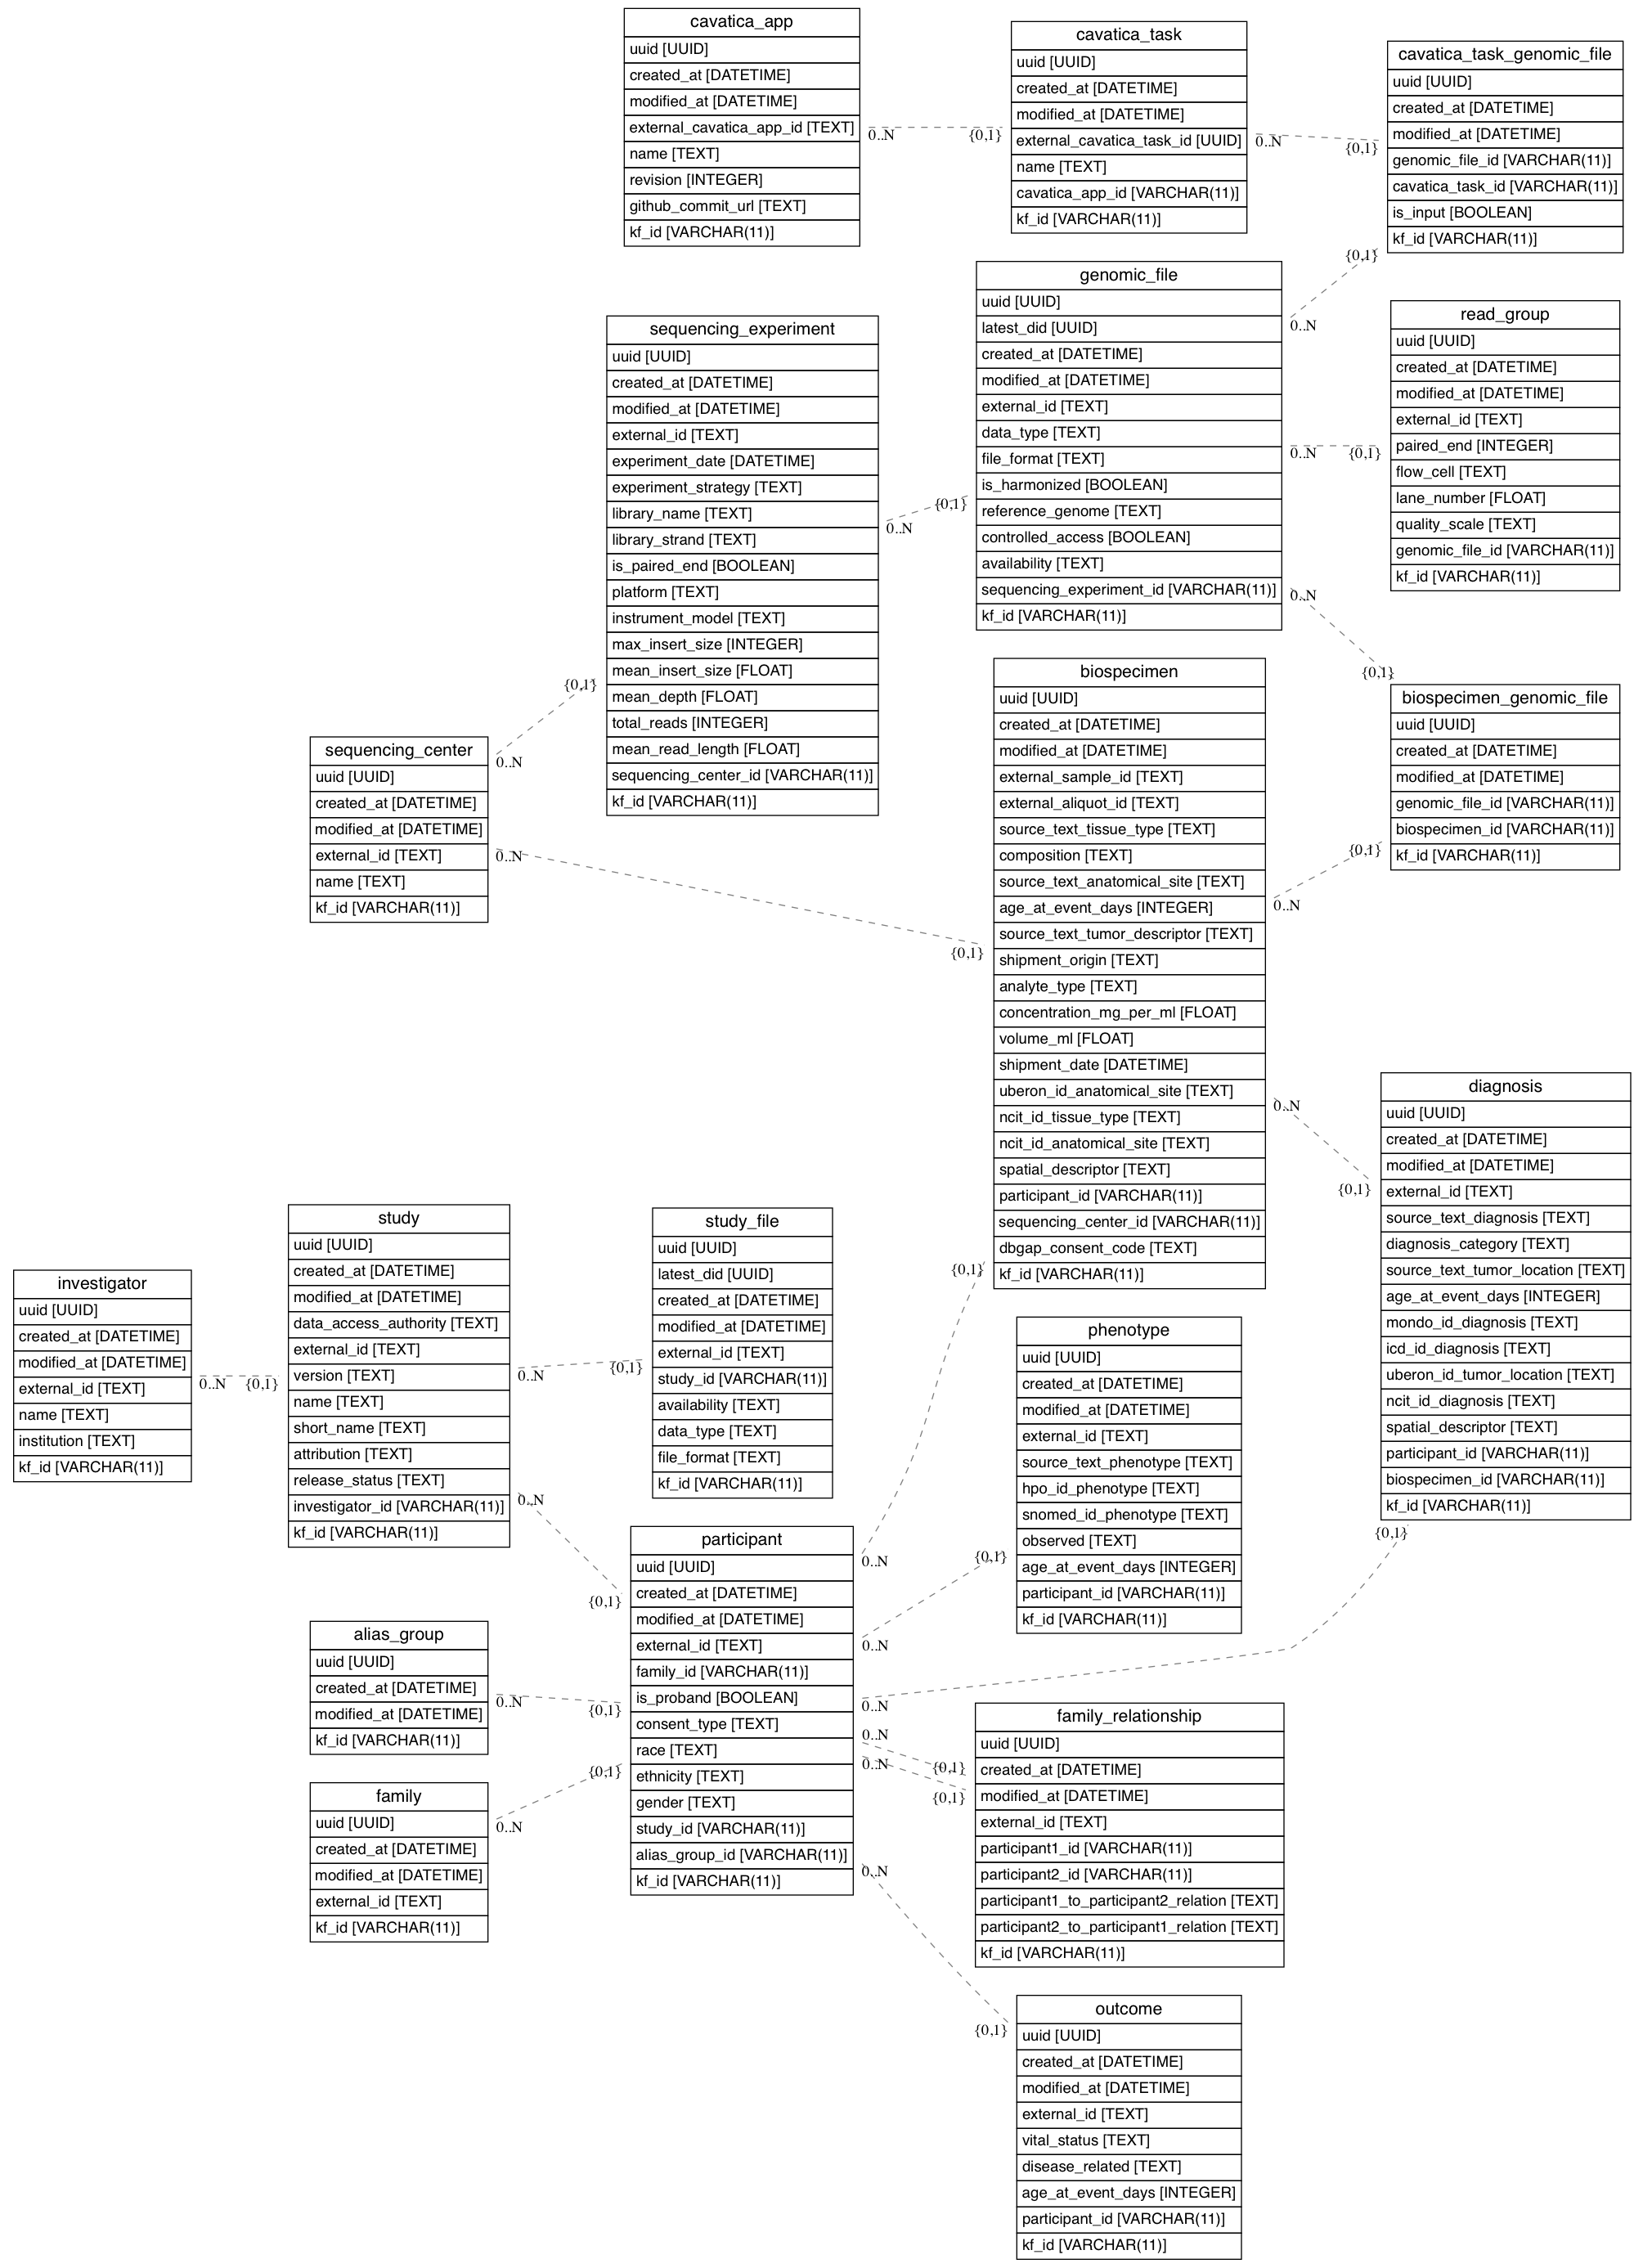 cavatica_app
uuid [UUID]
created_at [DATETIME]
modified_at [DATETIME]
external_cavatica_app_id [TEXT]
name [TEXT]
revision [INTEGER]
github_commit_url [TEXT]
kf_id [VARCHAR(11)]
0..N
{0,1}
cavatica_task
uuid [UUID]
created_at [DATETIME]
modified_at [DATETIME]
external_cavatica_task_id [UUID]
name [TEXT]
cavatica_app_id [VARCHAR(11)]
kf_id [VARCHAR(11)]
0..N
{0,1}
cavatica_task_genomic_file
uuid [UUID]
created_at [DATETIME]
modified_at [DATETIME]
genomic_file_id [VARCHAR(11)]
cavatica_task_id [VARCHAR(11)]
is_input [BOOLEAN]
kf_id [VARCHAR(11)]
{0,1}
0..N
genomic_file
uuid [UUID]
latest_did [UUID]
created_at [DATETIME]
modified_at [DATETIME]
external_id [TEXT]
data_type [TEXT]
file_format [TEXT]
is_harmonized [BOOLEAN]
reference_genome [TEXT]
controlled_access [BOOLEAN]
availability [TEXT]
sequencing_experiment_id [VARCHAR(11)]
kf_id [VARCHAR(11)]
0..N
{0,1}
read_group
uuid [UUID]
created_at [DATETIME]
modified_at [DATETIME]
external_id [TEXT]
paired_end [INTEGER]
flow_cell [TEXT]
lane_number [FLOAT]
quality_scale [TEXT]
genomic_file_id [VARCHAR(11)]
kf_id [VARCHAR(11)]
sequencing_experiment
uuid [UUID]
created_at [DATETIME]
modified_at [DATETIME]
external_id [TEXT]
experiment_date [DATETIME]
experiment_strategy [TEXT]
library_name [TEXT]
library_strand [TEXT]
is_paired_end [BOOLEAN]
platform [TEXT]
instrument_model [TEXT]
max_insert_size [INTEGER]
mean_insert_size [FLOAT]
mean_depth [FLOAT]
total_reads [INTEGER]
mean_read_length [FLOAT]
sequencing_center_id [VARCHAR(11)]
kf_id [VARCHAR(11)]
0..N
{0,1}
0..N
{0,1}
biospecimen_genomic_file
uuid [UUID]
created_at [DATETIME]
modified_at [DATETIME]
genomic_file_id [VARCHAR(11)]
biospecimen_id [VARCHAR(11)]
kf_id [VARCHAR(11)]
{0,1}
0..N
sequencing_center
uuid [UUID]
created_at [DATETIME]
modified_at [DATETIME]
external_id [TEXT]
name [TEXT]
kf_id [VARCHAR(11)]
{0,1}
0..N
0..N
{0,1}
biospecimen
uuid [UUID]
created_at [DATETIME]
modified_at [DATETIME]
external_sample_id [TEXT]
external_aliquot_id [TEXT]
source_text_tissue_type [TEXT]
composition [TEXT]
source_text_anatomical_site [TEXT]
age_at_event_days [INTEGER]
source_text_tumor_descriptor [TEXT]
shipment_origin [TEXT]
analyte_type [TEXT]
concentration_mg_per_ml [FLOAT]
volume_ml [FLOAT]
shipment_date [DATETIME]
uberon_id_anatomical_site [TEXT]
ncit_id_tissue_type [TEXT]
ncit_id_anatomical_site [TEXT]
spatial_descriptor [TEXT]
participant_id [VARCHAR(11)]
sequencing_center_id [VARCHAR(11)]
dbgap_consent_code [TEXT]
kf_id [VARCHAR(11)]
0..N
{0,1}
diagnosis
uuid [UUID]
created_at [DATETIME]
modified_at [DATETIME]
external_id [TEXT]
source_text_diagnosis [TEXT]
diagnosis_category [TEXT]
source_text_tumor_location [TEXT]
age_at_event_days [INTEGER]
mondo_id_diagnosis [TEXT]
icd_id_diagnosis [TEXT]
uberon_id_tumor_location [TEXT]
ncit_id_diagnosis [TEXT]
spatial_descriptor [TEXT]
participant_id [VARCHAR(11)]
biospecimen_id [VARCHAR(11)]
kf_id [VARCHAR(11)]
investigator
uuid [UUID]
created_at [DATETIME]
modified_at [DATETIME]
external_id [TEXT]
name [TEXT]
institution [TEXT]
kf_id [VARCHAR(11)]
0..N
{0,1}
study
uuid [UUID]
created_at [DATETIME]
modified_at [DATETIME]
data_access_authority [TEXT]
external_id [TEXT]
version [TEXT]
name [TEXT]
short_name [TEXT]
attribution [TEXT]
release_status [TEXT]
investigator_id [VARCHAR(11)]
kf_id [VARCHAR(11)]
0..N
{0,1}
study_file
uuid [UUID]
latest_did [UUID]
created_at [DATETIME]
modified_at [DATETIME]
external_id [TEXT]
study_id [VARCHAR(11)]
availability [TEXT]
data_type [TEXT]
file_format [TEXT]
kf_id [VARCHAR(11)]
0..N
{0,1}
phenotype
uuid [UUID]
created_at [DATETIME]
modified_at [DATETIME]
external_id [TEXT]
source_text_phenotype [TEXT]
hpo_id_phenotype [TEXT]
snomed_id_phenotype [TEXT]
observed [TEXT]
age_at_event_days [INTEGER]
participant_id [VARCHAR(11)]
kf_id [VARCHAR(11)]
participant
uuid [UUID]
created_at [DATETIME]
modified_at [DATETIME]
external_id [TEXT]
family_id [VARCHAR(11)]
is_proband [BOOLEAN]
consent_type [TEXT]
race [TEXT]
ethnicity [TEXT]
gender [TEXT]
study_id [VARCHAR(11)]
alias_group_id [VARCHAR(11)]
kf_id [VARCHAR(11)]
{0,1}
0..N
{0,1}
0..N
{0,1}
0..N
0..N
{0,1}
0..N
{0,1}
0..N
{0,1}
alias_group
uuid [UUID]
created_at [DATETIME]
modified_at [DATETIME]
kf_id [VARCHAR(11)]
0..N
{0,1}
family
uuid [UUID]
created_at [DATETIME]
modified_at [DATETIME]
external_id [TEXT]
kf_id [VARCHAR(11)]
{0,1}
0..N
family_relationship
uuid [UUID]
created_at [DATETIME]
modified_at [DATETIME]
external_id [TEXT]
participant1_id [VARCHAR(11)]
participant2_id [VARCHAR(11)]
participant1_to_participant2_relation [TEXT]
participant2_to_participant1_relation [TEXT]
kf_id [VARCHAR(11)]
outcome
uuid [UUID]
created_at [DATETIME]
modified_at [DATETIME]
external_id [TEXT]
vital_status [TEXT]
disease_related [TEXT]
age_at_event_days [INTEGER]
participant_id [VARCHAR(11)]
kf_id [VARCHAR(11)]